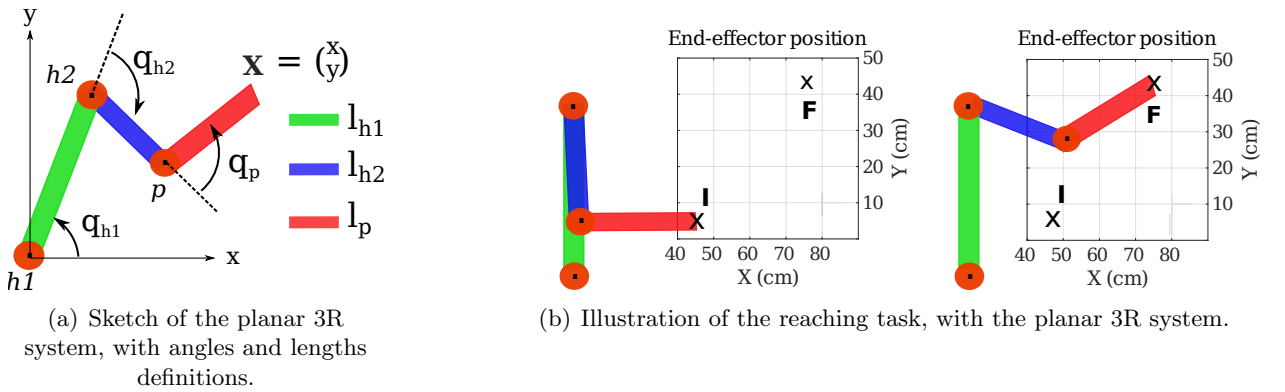 y
h2
q_h2
X = (x y)
l_h1
l_h2
l_p
q_p
p
q_h1
x
h1
(a) Sketch of the planar 3R
system, with angles and lengths
definitions.
End-effector position
50
40
30
20
10
Y (cm)
x
F
I
x
40 50 60 70 80
X (cm)
End-effector position
50
40
30
20
10
Y (cm)
x
F
I
x
40 50 60 70 80
X (cm)
(b) Illustration of the reaching task, with the planar 3R system.